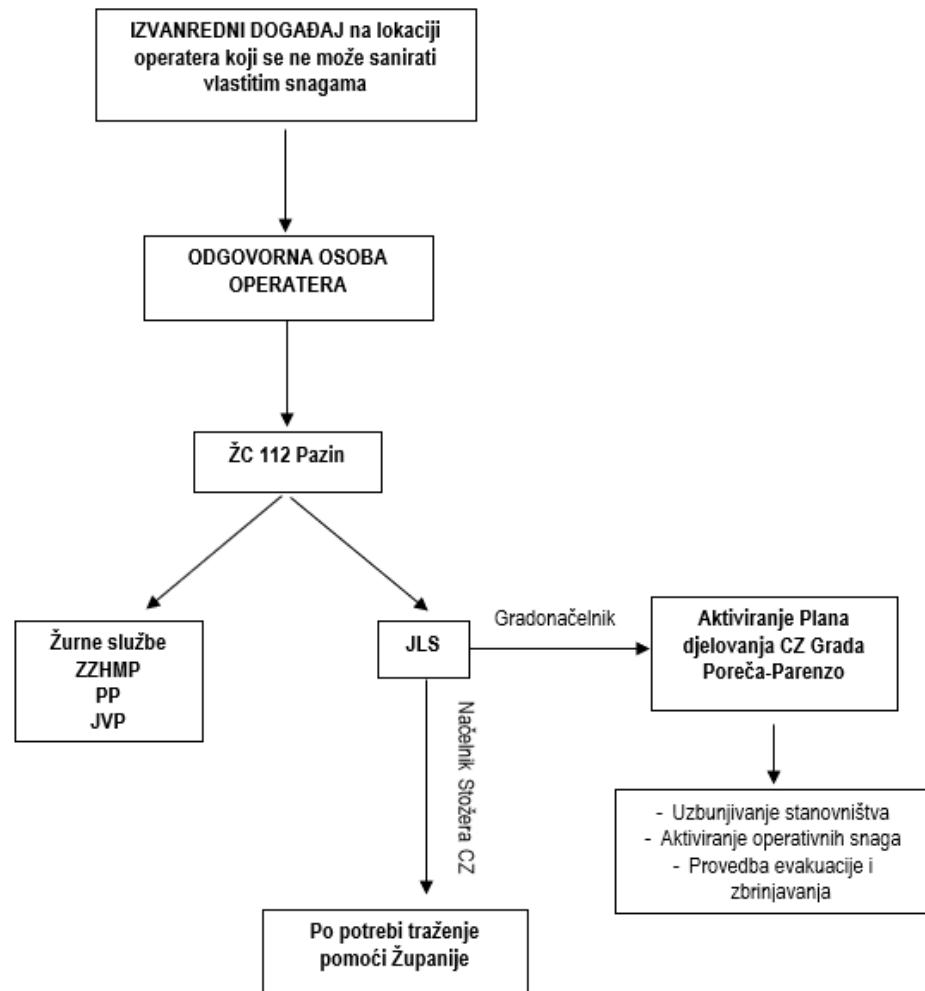 IZVANREDNI DOGAĐAJ na lokaciji
operatera koji se ne može sanirati
vlastitim snagama
ODGOVORNA OSOBA
OPERATERA
ŽC 112 Pazin
Žurne službe
ZZHMP
PP
JVP
JLS
Gradonačelnik
Aktiviranje Plana
djelovanja CZ Grada
Poreča-Parenzo
Načelnik Stožera CZ
- Uzbunjivanje stanovništva
- Aktiviranje operativnih snaga
- Provedba evakuacije i
zbrinjavanja
Po potrebi traženje
pomoći Županije